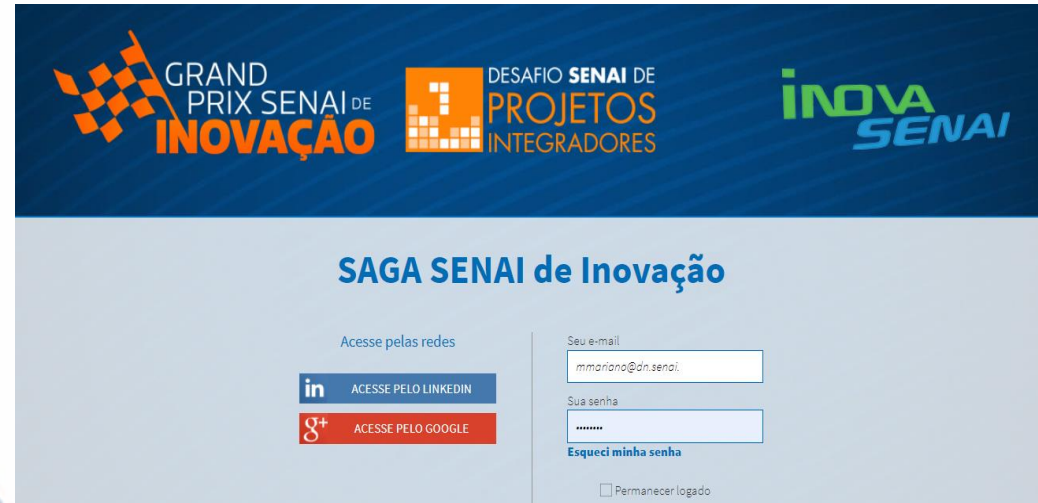 GRAND
PRIX SENAI DE
INOVAÇÃO
DESAFIO SENAI DE
PROJETOS
INTEGRADORES
INOVA
SENAI
SAGA SENAI de Inovação
Acesse pelas redes
in ACESSE PELO LINKEDIN
g+ ACESSE PELO GOOGLE
Seu e-mail
mmariano@dn.senai.
Sua senha
••••••••
Esqueci minha senha
Permanecer logado